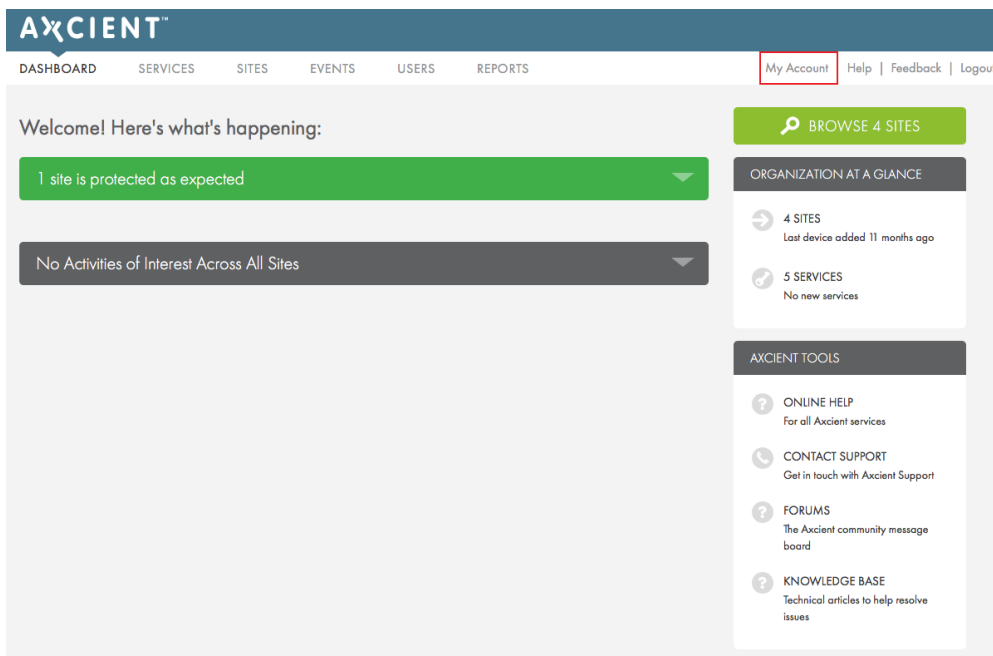 AXCIENT™
DASHBOARD SERVICES SITES EVENTS USERS REPORTS My Account Help | Feedback | Logout
Welcome! Here's what's happening:
1 site is protected as expected
No Activities of Interest Across All Sites
BROWSE 4 SITES
ORGANIZATION AT A GLANCE
4 SITES
Last device added 11 months ago
5 SERVICES
No new services
AXCIENT TOOLS
ONLINE HELP
For all Axcient services
CONTACT SUPPORT
Get in touch with Axcient Support
FORUMS
The Axcient community message
board
KNOWLEDGE BASE
Technical articles to help resolve
issues